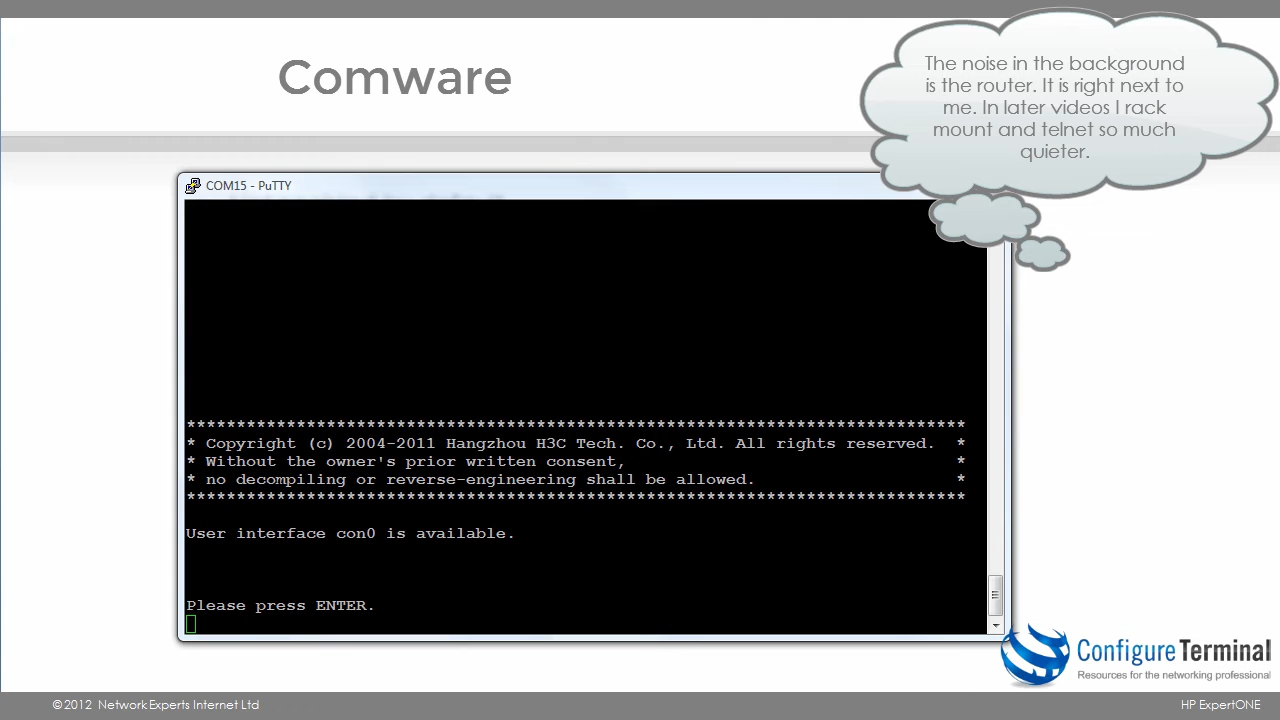 Comware
The noise in the background
is the router. It is right next to
me. In later videos I rack
mount and telnet so much
quieter.
COM15 - PuTTY
*******************************************************************************
* Copyright (c) 2004-2011 Hangzhou H3C Tech. Co., Ltd. All rights reserved.  *
* Without the owner's prior written consent,                                 *
* no decompiling or reverse-engineering shall be allowed.                    *
*******************************************************************************
User interface con0 is available.
Please press ENTER.
Configure Terminal
Resources for the networking professional
©2012 Network Experts Internet Ltd
HP ExpertONE